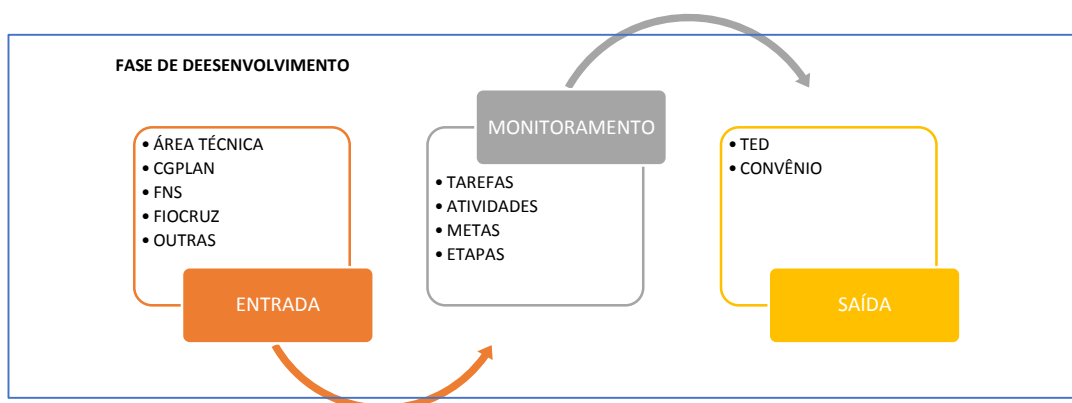 FASE DE DEESENVOLVIMENTO
• ÁREA TÉCNICA
• CGPLAN
• FNS
• FIOCRUZ
• OUTRAS
ENTRADA
MONITORAMENTO
• TAREFAS
• ATIVIDADES
• METAS
• ETAPAS
• TED
• CONVÊNIO
SAÍDA